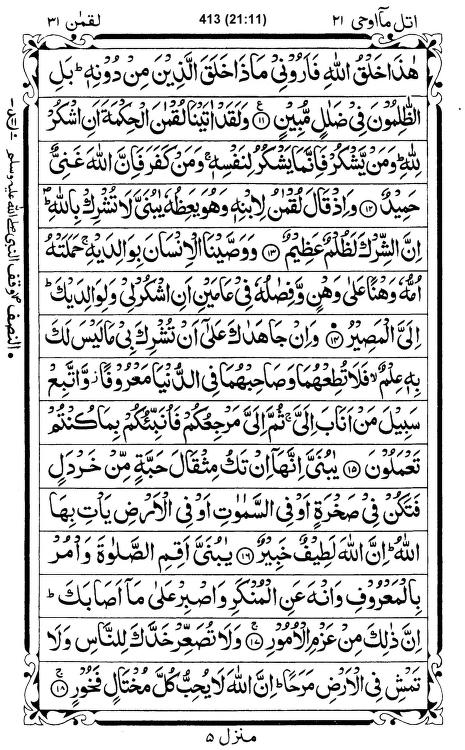 اتل مآاوحی ۲۱ 413 (21:11) لقمٰن ۳۱
هٰذَا خَلْقُ اللّٰهِ فَاَرُوْنِیْ مَاذَا خَلَقَ الَّذِیْنَ مِنْ دُوْنِهٖ ؕ بَلِ
الظّٰلِمُوْنَ فِیْ ضَلٰلٍ مُّبِیْنٍ ۝۱۱ۧ وَلَقَدْ اٰتَیْنَا لُقْمٰنَ الْحِكْمَةَ اَنِ اشْكُرْ
لِلّٰهِ ؕ وَمَنْ یَّشْكُرْ فَاِنَّمَا یَشْكُرُ لِنَفْسِهٖ ۚ وَمَنْ كَفَرَ فَاِنَّ اللّٰهَ غَنِیٌّ
حَمِیْدٌ ۝۱۲ وَاِذْ قَالَ لُقْمٰنُ لِابْنِهٖ وَهُوَ یَعِظُهٗ یٰبُنَیَّ لَا تُشْرِكْ بِاللّٰهِ ؔؕ
اِنَّ الشِّرْكَ لَظُلْمٌ عَظِیْمٌ ۝۱۳ وَوَصَّیْنَا الْاِنْسَانَ بِوَالِدَیْهِ ۚ حَمَلَتْهُ
اُمُّهٗ وَهْنًا عَلٰی وَهْنٍ وَّفِصٰلُهٗ فِیْ عَامَیْنِ اَنِ اشْكُرْ لِیْ وَلِوَالِدَیْكَ ؕ
اِلَیَّ الْمَصِیْرُ ۝۱۴ وَاِنْ جَاهَدٰكَ عَلٰۤی اَنْ تُشْرِكَ بِیْ مَا لَیْسَ لَكَ
بِهٖ عِلْمٌ ۙ فَلَا تُطِعْهُمَا وَصَاحِبْهُمَا فِی الدُّنْیَا مَعْرُوْفًا ؗ وَّاتَّبِعْ
سَبِیْلَ مَنْ اَنَابَ اِلَیَّ ۚ ثُمَّ اِلَیَّ مَرْجِعُكُمْ فَاُنَبِّئُكُمْ بِمَا كُنْتُمْ
تَعْمَلُوْنَ ۝۱۵ یٰبُنَیَّ اِنَّهَاۤ اِنْ تَكُ مِثْقَالَ حَبَّةٍ مِّنْ خَرْدَلٍ
فَتَكُنْ فِیْ صَخْرَةٍ اَوْ فِی السَّمٰوٰتِ اَوْ فِی الْاَرْضِ یَاْتِ بِهَا
اللّٰهُ ؕ اِنَّ اللّٰهَ لَطِیْفٌ خَبِیْرٌ ۝۱۶ یٰبُنَیَّ اَقِمِ الصَّلٰوةَ وَاْمُرْ
بِالْمَعْرُوْفِ وَانْهَ عَنِ الْمُنْكَرِ وَاصْبِرْ عَلٰی مَاۤ اَصَابَكَ ؕ
اِنَّ ذٰلِكَ مِنْ عَزْمِ الْاُمُوْرِ ۝۱۷ۚ وَلَا تُصَعِّرْ خَدَّكَ لِلنَّاسِ وَلَا
تَمْشِ فِی الْاَرْضِ مَرَحًا ؕ اِنَّ اللّٰهَ لَا یُحِبُّ كُلَّ مُخْتَالٍ فَخُوْرٍ ۝۱۸ۚ
منزل ۵
النصف وقف النبی صلی اللہ علیہ وسلم